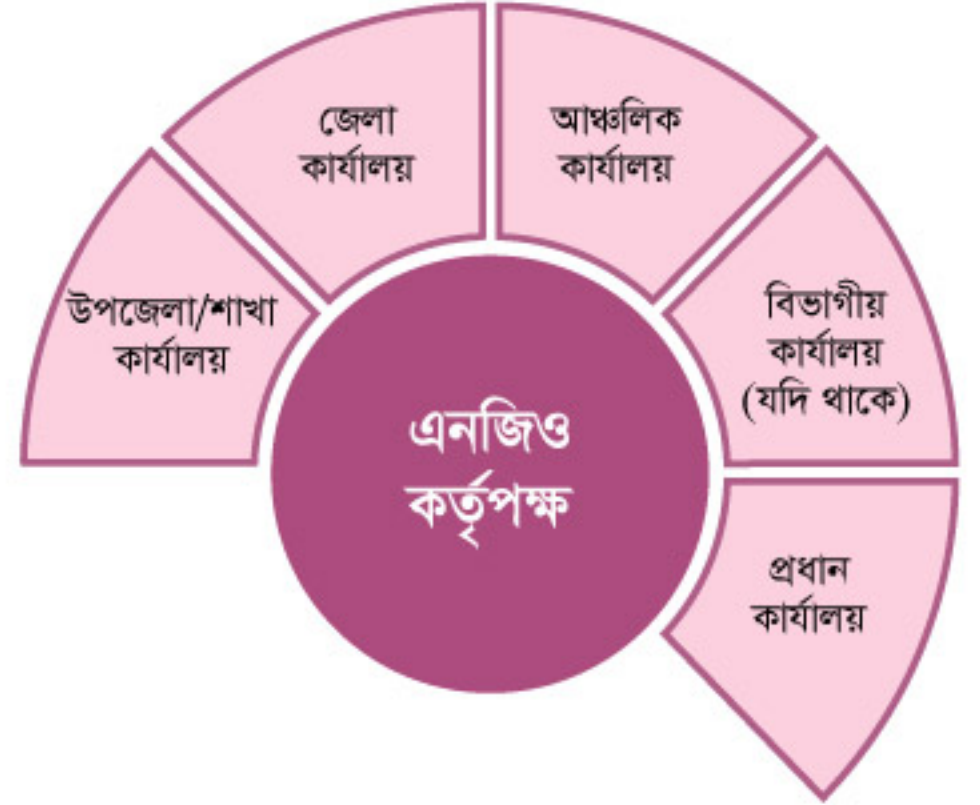 জেলা
কার্যালয়
আঞ্চলিক
কার্যালয়
উপজেলা/শাখা
কার্যালয়
বিভাগীয়
কার্যালয়
(যদি থাকে)
এনজিও
কর্তৃপক্ষ
প্রধান
কার্যালয়